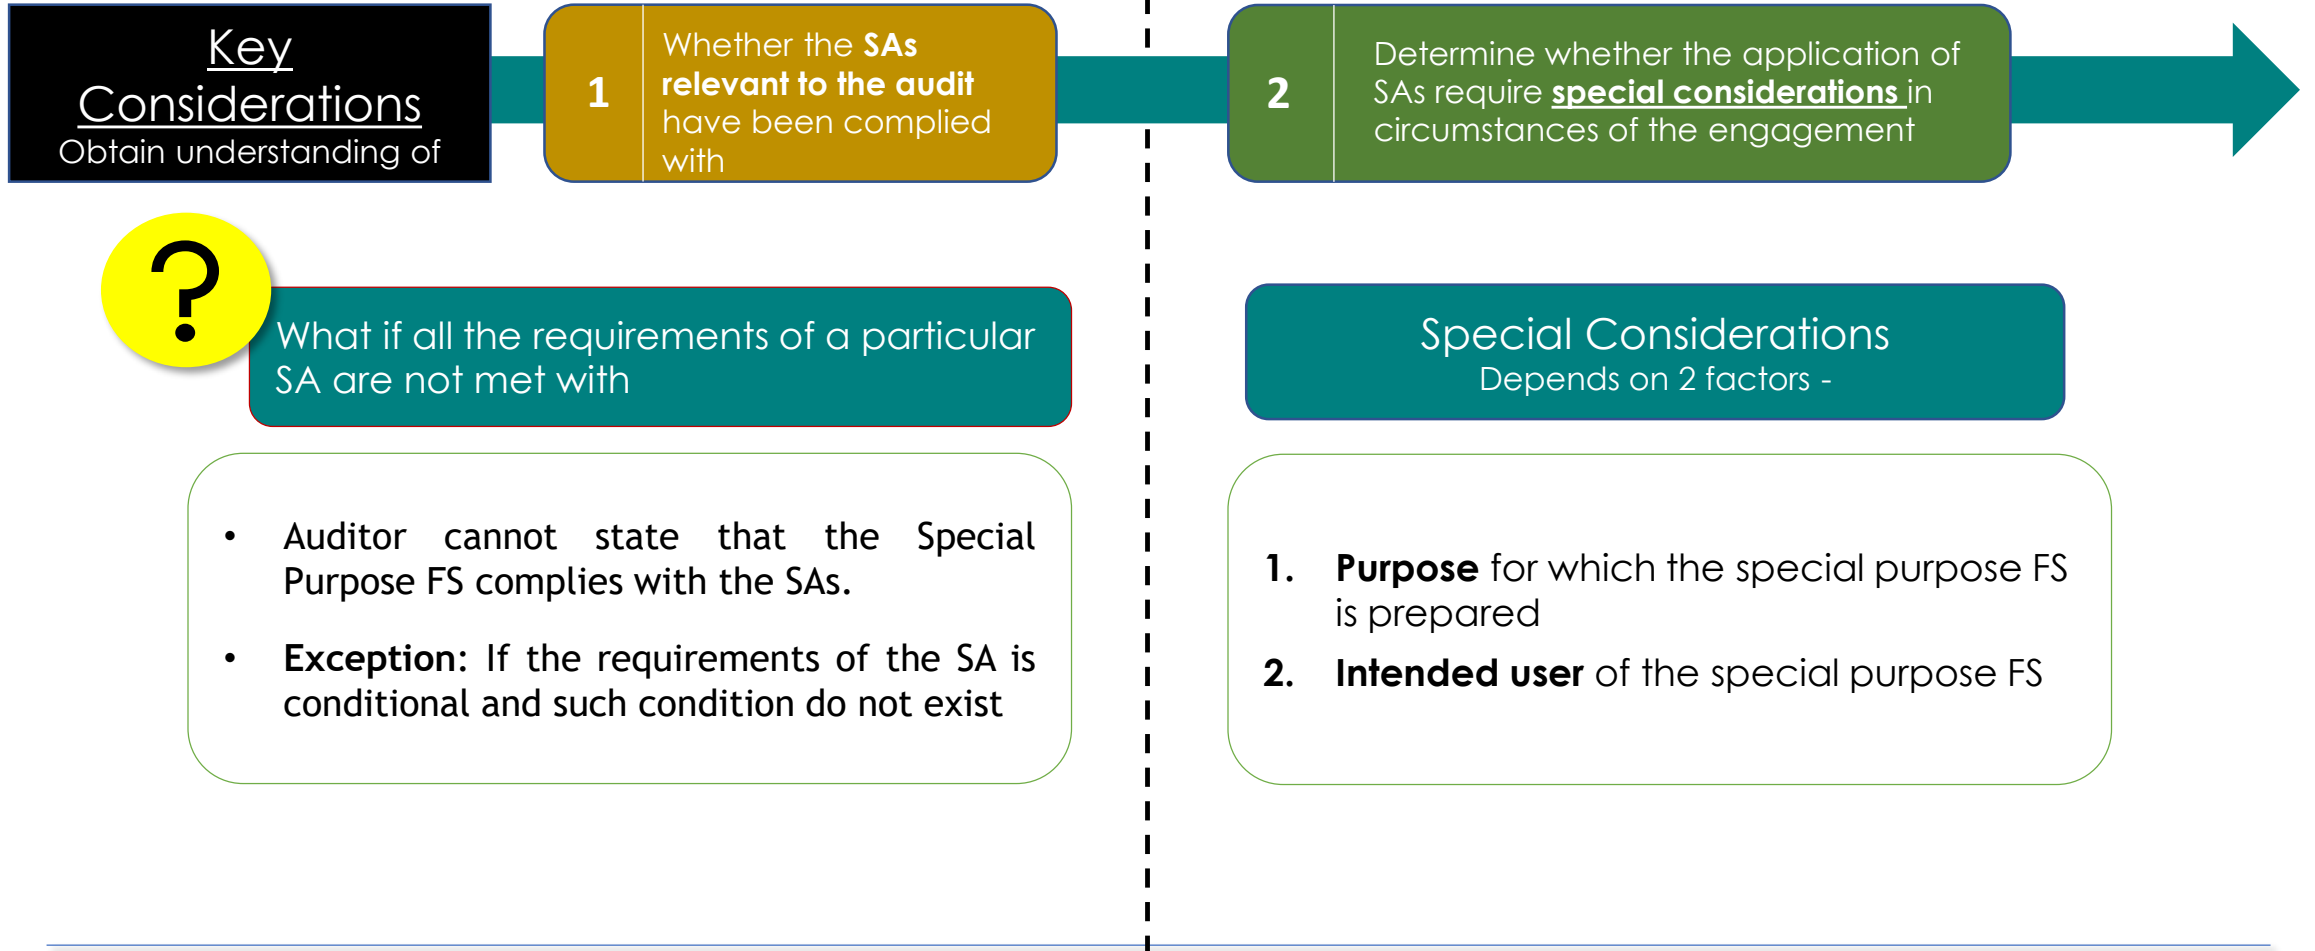 Key
Considerations
Obtain understanding of
1
Whether the SAs
relevant to the audit
have been complied
with
2
Determine whether the application of
SAs require special considerations in
circumstances of the engagement
?
What if all the requirements of a particular
SA are not met with
• Auditor cannot state that the Special
Purpose FS complies with the SAs.
• Exception: If the requirements of the SA is
conditional and such condition do not exist
Special Considerations
Depends on 2 factors -
1. Purpose for which the special purpose FS
is prepared
2. Intended user of the special purpose FS